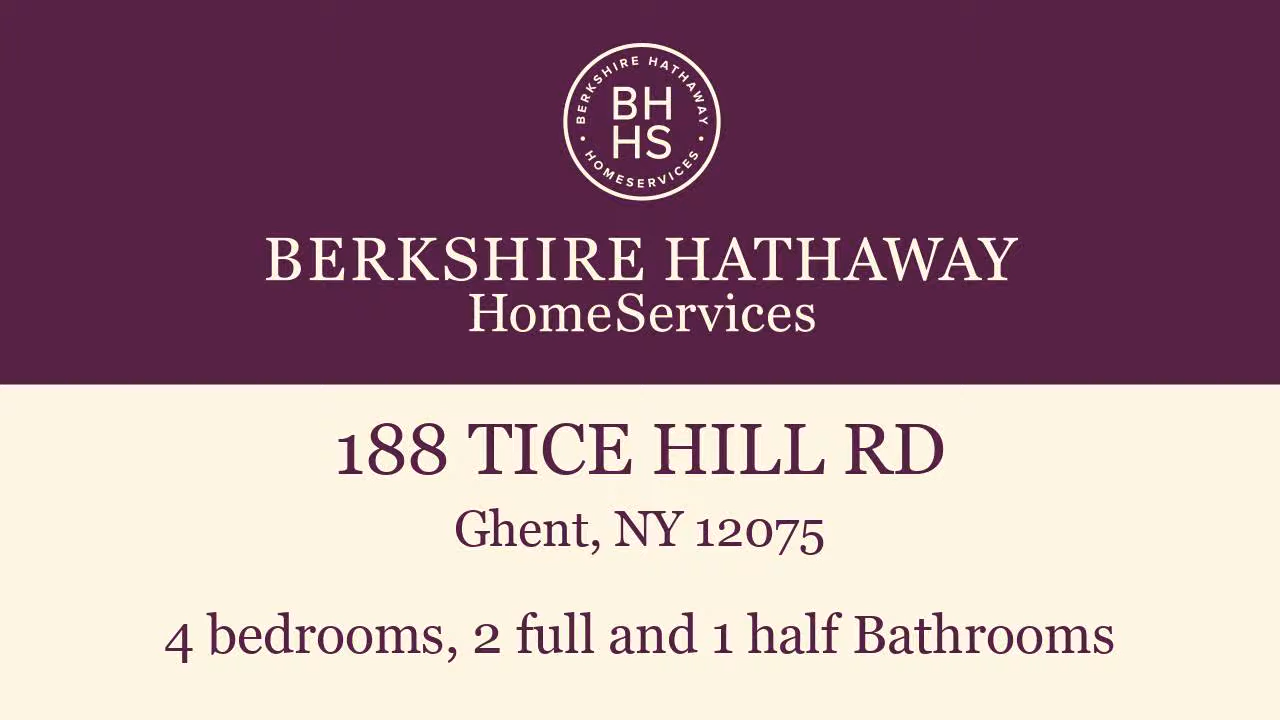 BERKSHIRE HATHAWAY
BH
HS
HOMESERVICES
BERKSHIRE HATHAWAY
HomeServices
188 TICE HILL RD
Ghent, NY 12075
4 bedrooms, 2 full and 1 half Bathrooms